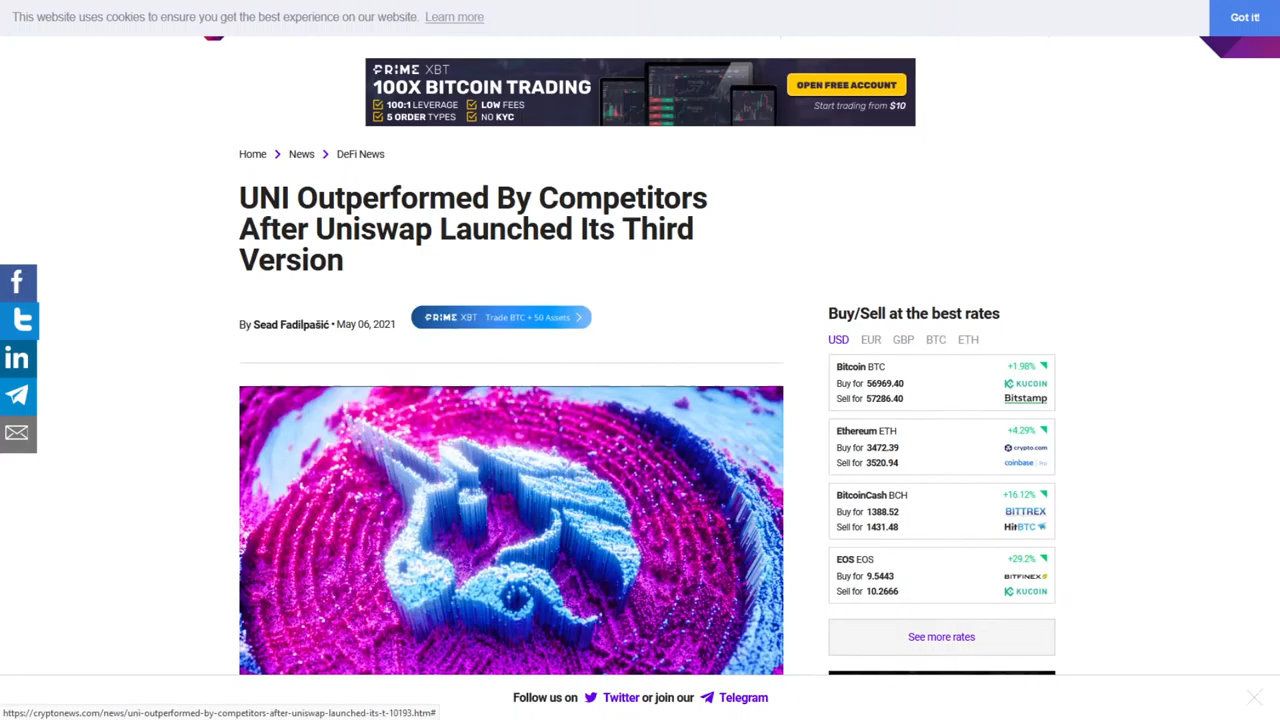 This website uses cookies to ensure you get the best experience on our website. Learn more
Got it!
PRIME XBT
100X BITCOIN TRADING
100:1 LEVERAGE LOW FEES
5 ORDER TYPES NO KYC
OPEN FREE ACCOUNT
Start trading from $10
Home > News > DeFi News
UNI Outperformed By Competitors
After Uniswap Launched Its Third
Version
By Sead Fadilpašić • May 06, 2021
PRIME XBT Trade BTC + 50 Assets
Buy/Sell at the best rates
USD EUR GBP BTC ETH
Bitcoin BTC +1.98%
Buy for 56969.40 KUCOIN
Sell for 57286.40 Bitstamp
Ethereum ETH +4.29%
Buy for 3472.39 crypto.com
Sell for 3520.94 coinbase
BitcoinCash BCH +16.12%
Buy for 1388.52 BITTREX
Sell for 1431.48 HitBTC
EOS EOS +29.2%
Buy for 9.5443 BITFINEX
Sell for 10.2666 KUCOIN
See more rates
Follow us on Twitter or join our Telegram
https://cryptonews.com/news/uni-outperformed-by-competitors-after-uniswap-launched-its-t-10193.htm#